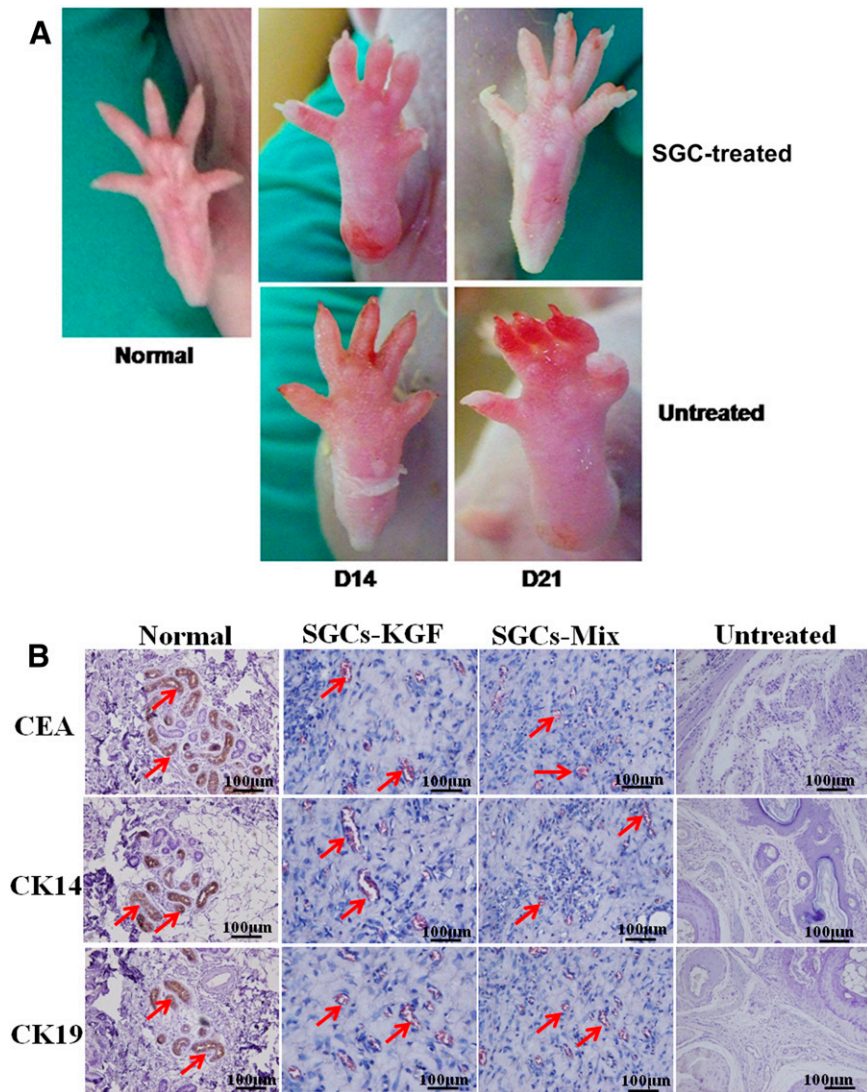 A
SGC-treated
Normal
Untreated
D14 D21
B
Normal SGCs-KGF SGCs-Mix Untreated
CEA
100μm 100μm 100μm 100μm
CK14
100μm 100μm 100μm 100μm
CK19
100μm 100μm 100μm 100μm